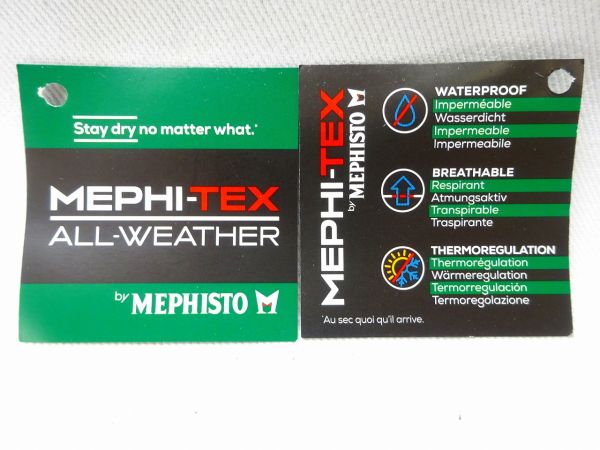 Stay dry no matter what.*
MEPHI-TEX
ALL-WEATHER
by MEPHISTO
MEPHI-TEX
by MEPHISTO
WATERPROOF
Imperméable
Wasserdicht
Impermeable
Impermeabile
BREATHABLE
Respirant
Atmungsaktiv
Transpirable
Traspirante
THERMOREGULATION
Thermorégulation
Wärmeregulation
Termorregulación
Termoregolazione
*Au sec quoi qu'il arrive.